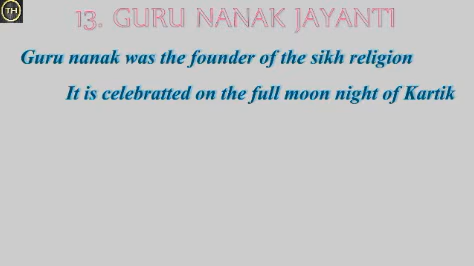 TH
13. GURU NANAK JAYANTI
Guru nanak was the founder of the sikh religion
It is celebratted on the full moon night of Kartik